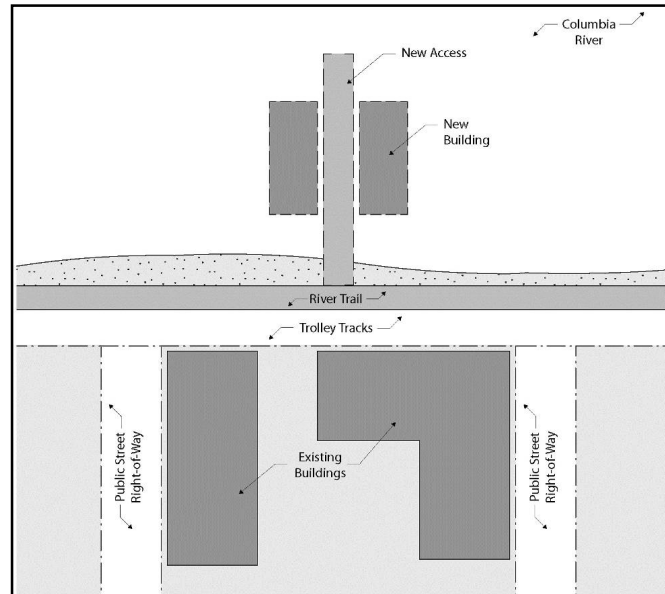 Columbia
River
New Access
New
Building
River Trail
Trolley Tracks
Public Street
Right-of-Way
Existing
Buildings
Public Street
Right-of-Way